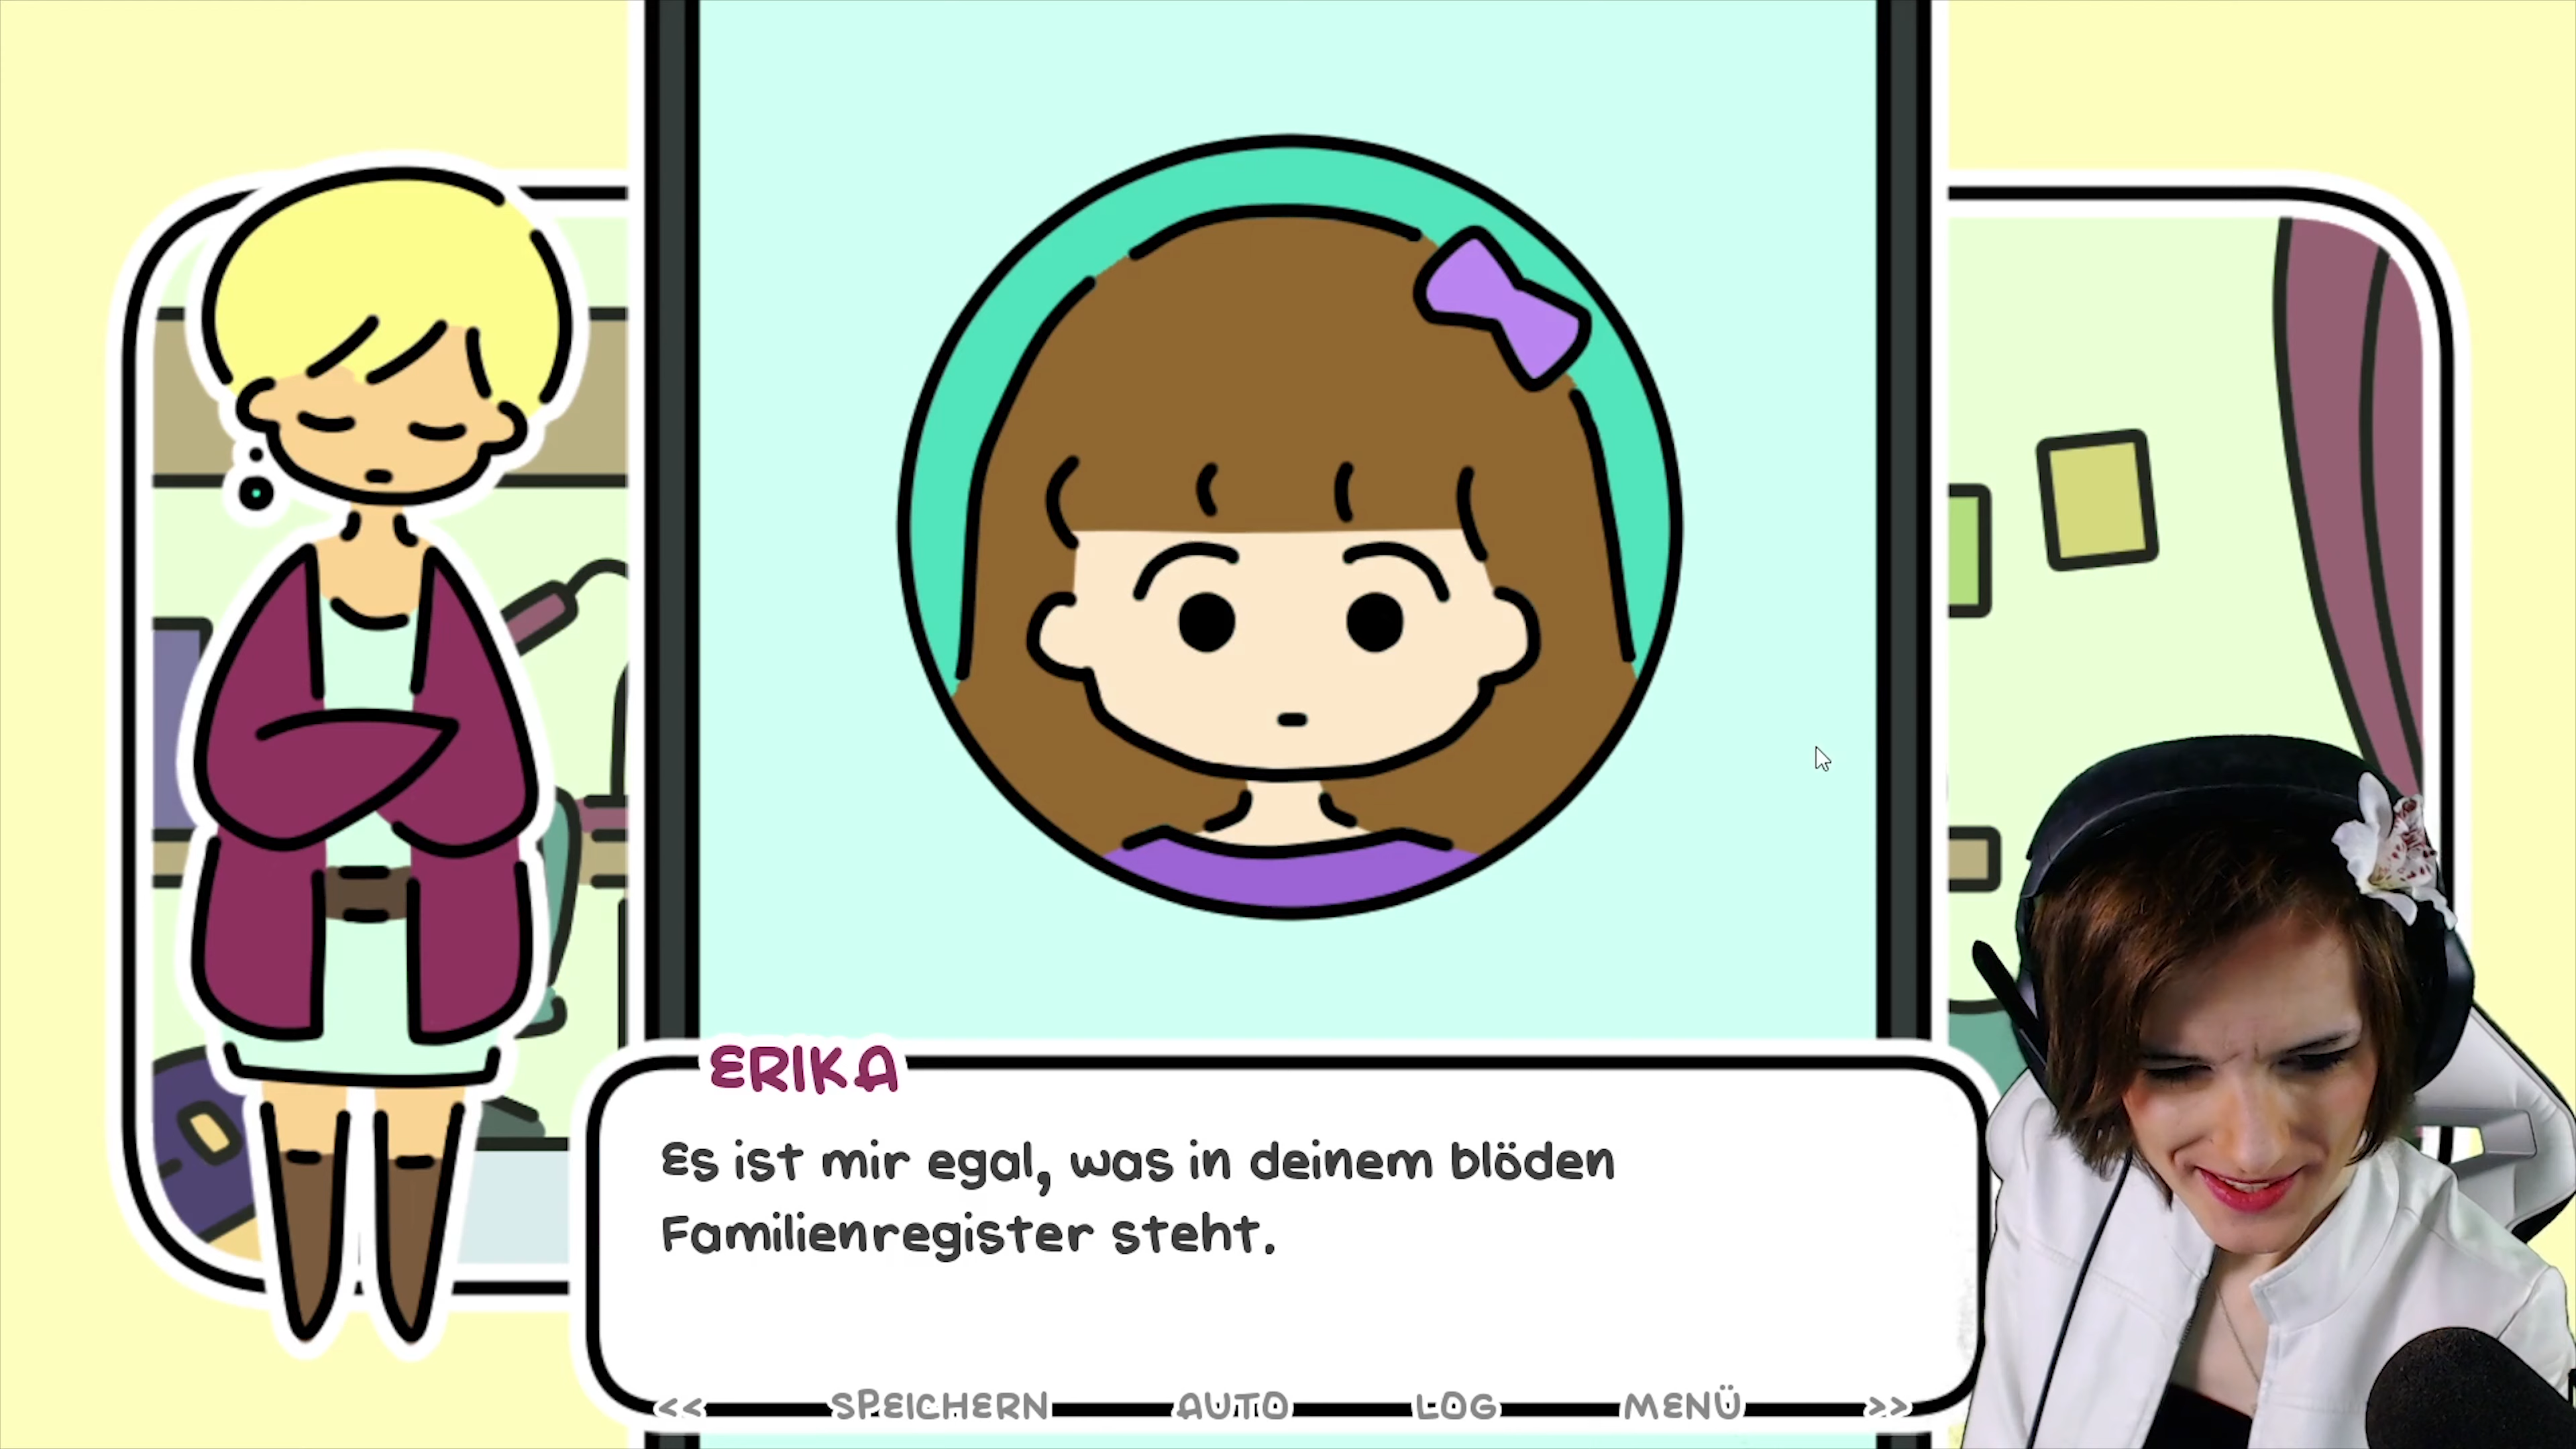 ERIKA
Es ist mir egal, was in deinem blöden
Familienregister steht.
<< SPEICHERN AUTO LOG MENÜ >>